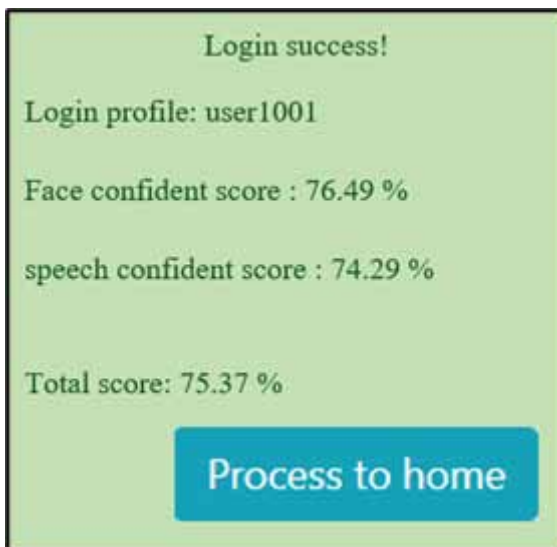 Login success!
Login profile: user1001
Face confident score : 76.49 %
speech confident score : 74.29 %
Total score: 75.37 %
Process to home